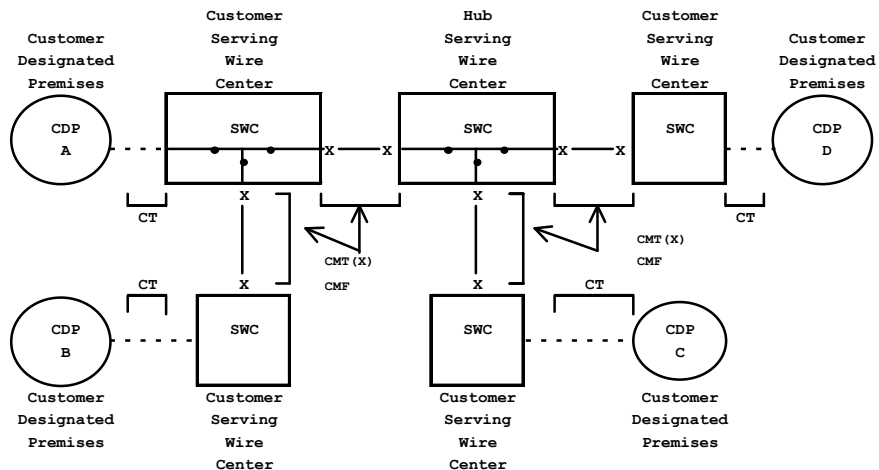 Customer
Serving
Wire
Center
Hub
Serving
Wire
Center
Customer
Serving
Wire
Center
Customer
Designated
Premises
Customer
Designated
Premises
CDP
A
SWC
X
X
SWC
X
X
SWC
CDP
D
CT
X
X
CT
CMT(X)
CMF
CMT(X)
CMF
CT
X
X
CT
CDP
B
SWC
SWC
CDP
C
Customer
Designated
Premises
Customer
Serving
Wire
Center
Customer
Serving
Wire
Center
Customer
Designated
Premises